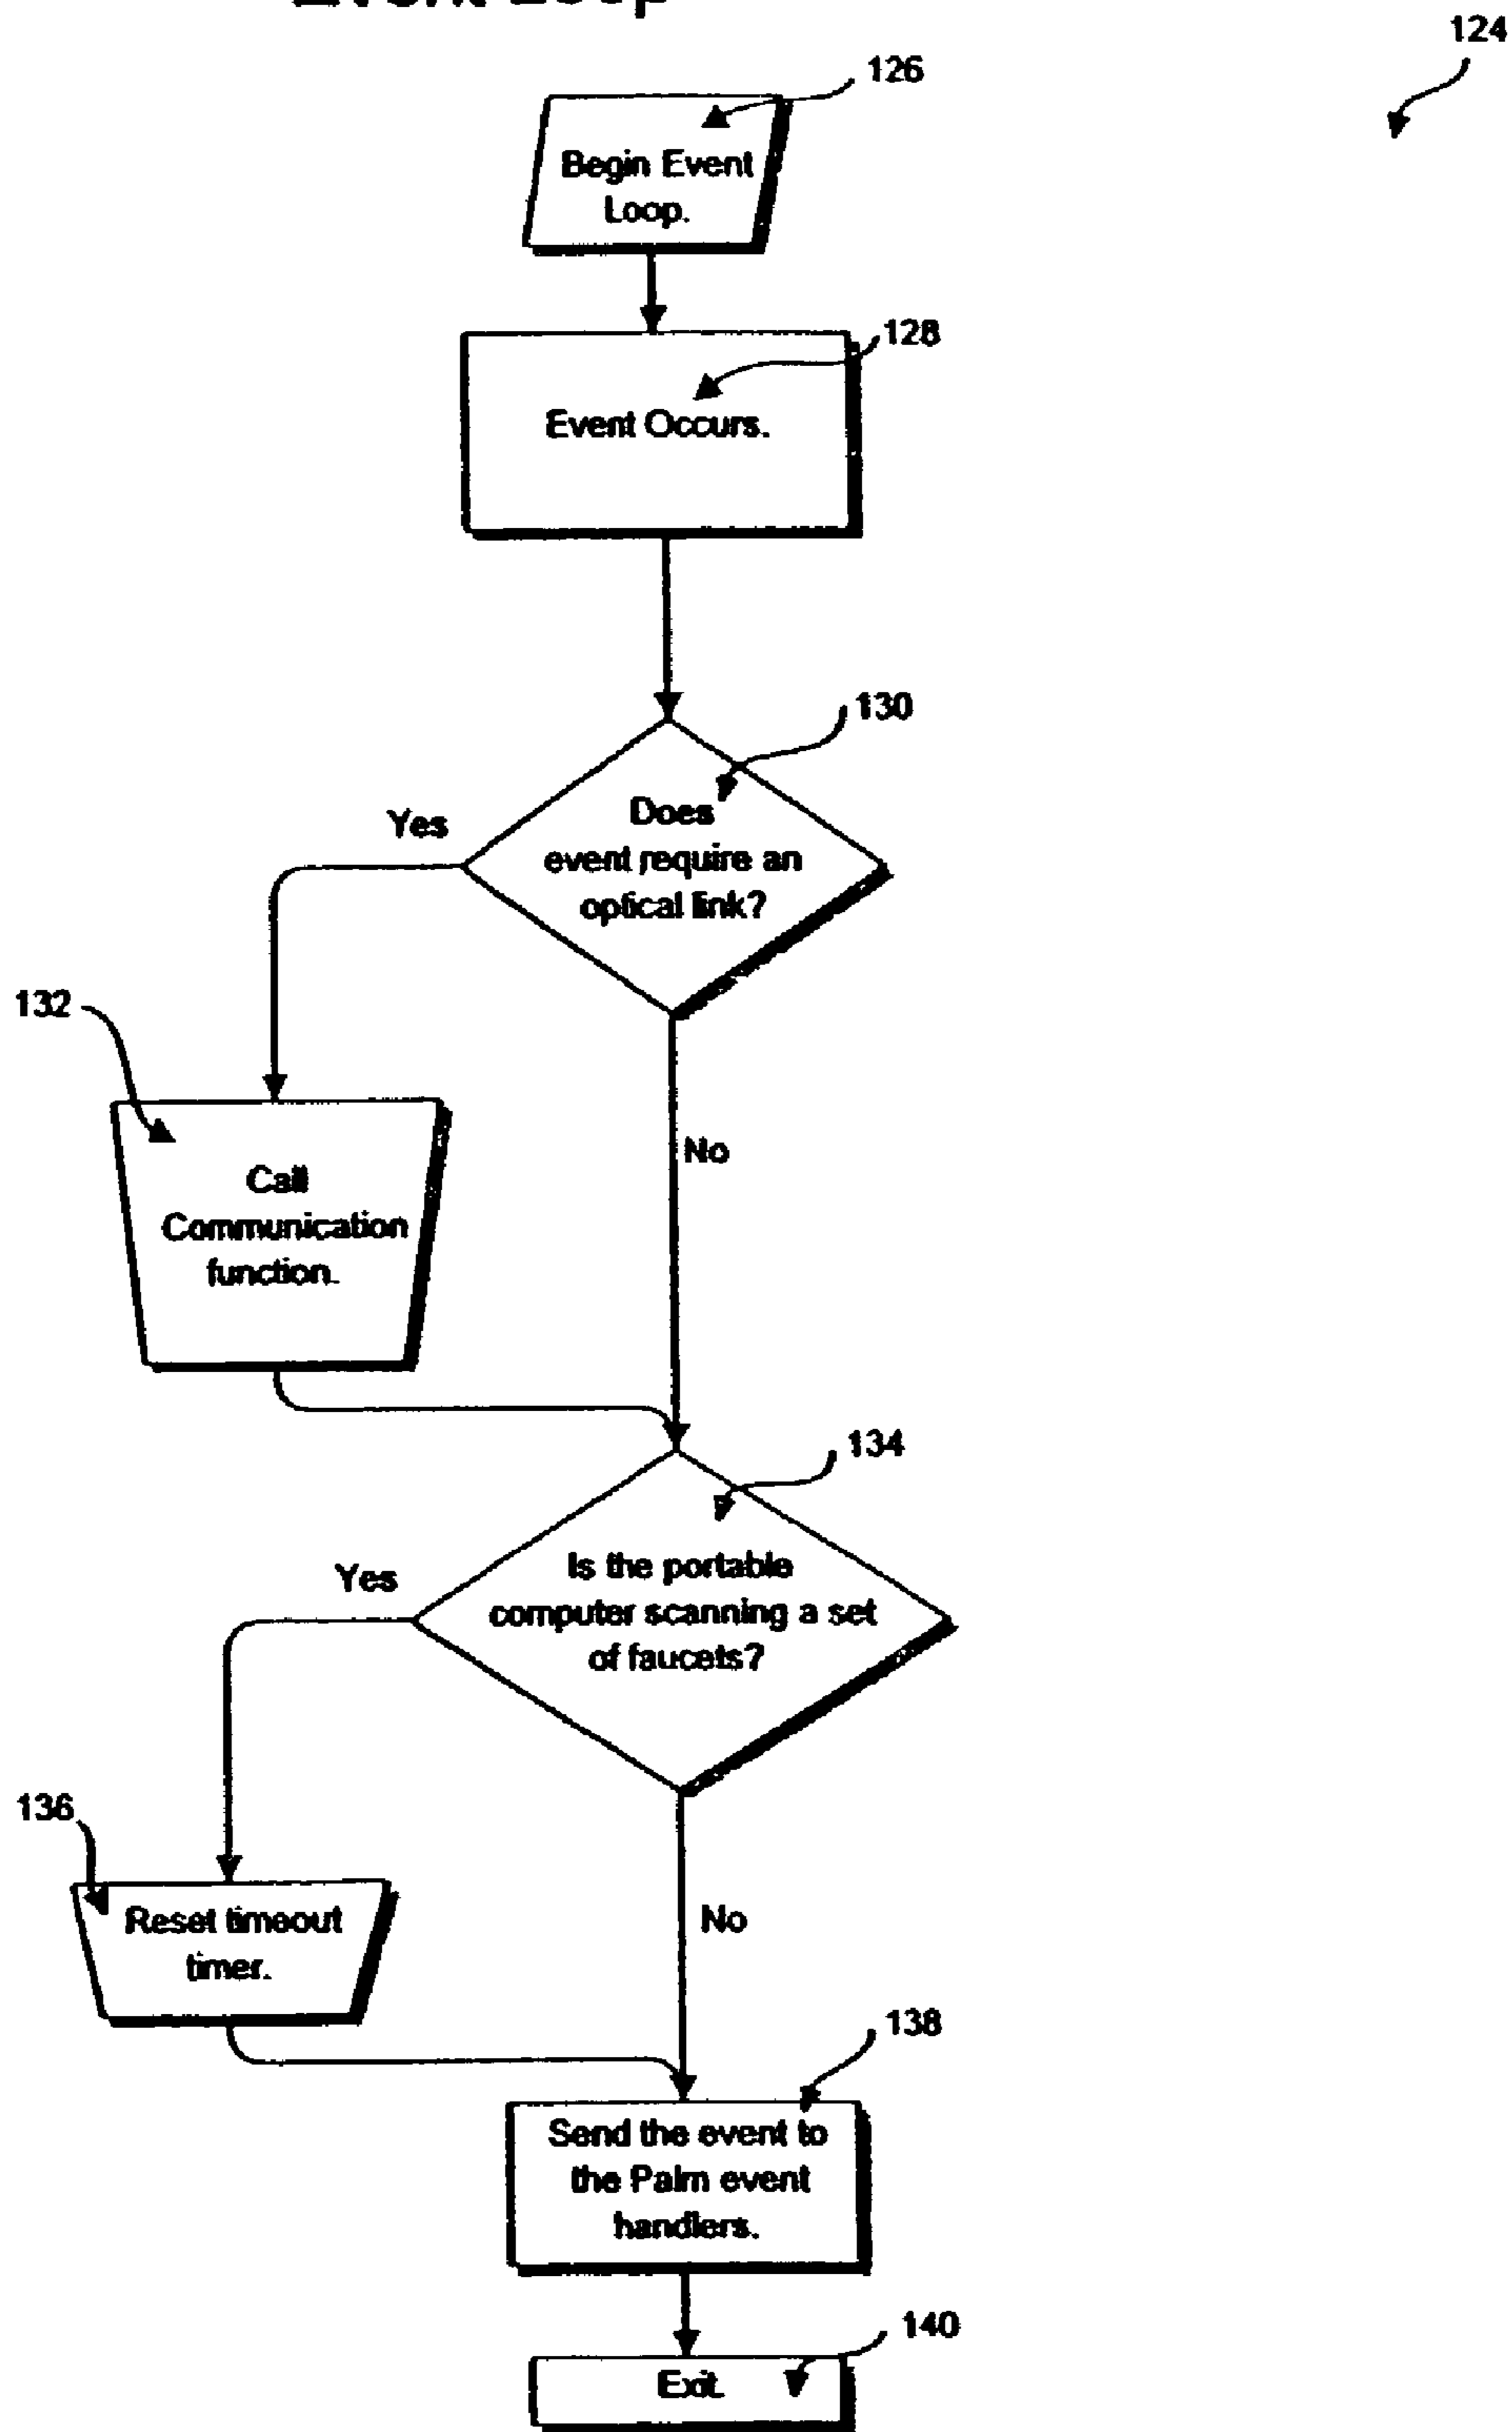 Event Loop
124
126
Begin Event
Loop.
128
Event Occurs.
130
Does
event require an
optical link?
Yes
132
No
Call
Communication
function.
134
Is the portable
computer scanning a set
of faucets?
Yes
136
Reset timeout
timer.
No
138
Send the event to
the Palm event
handlers.
140
Exit.